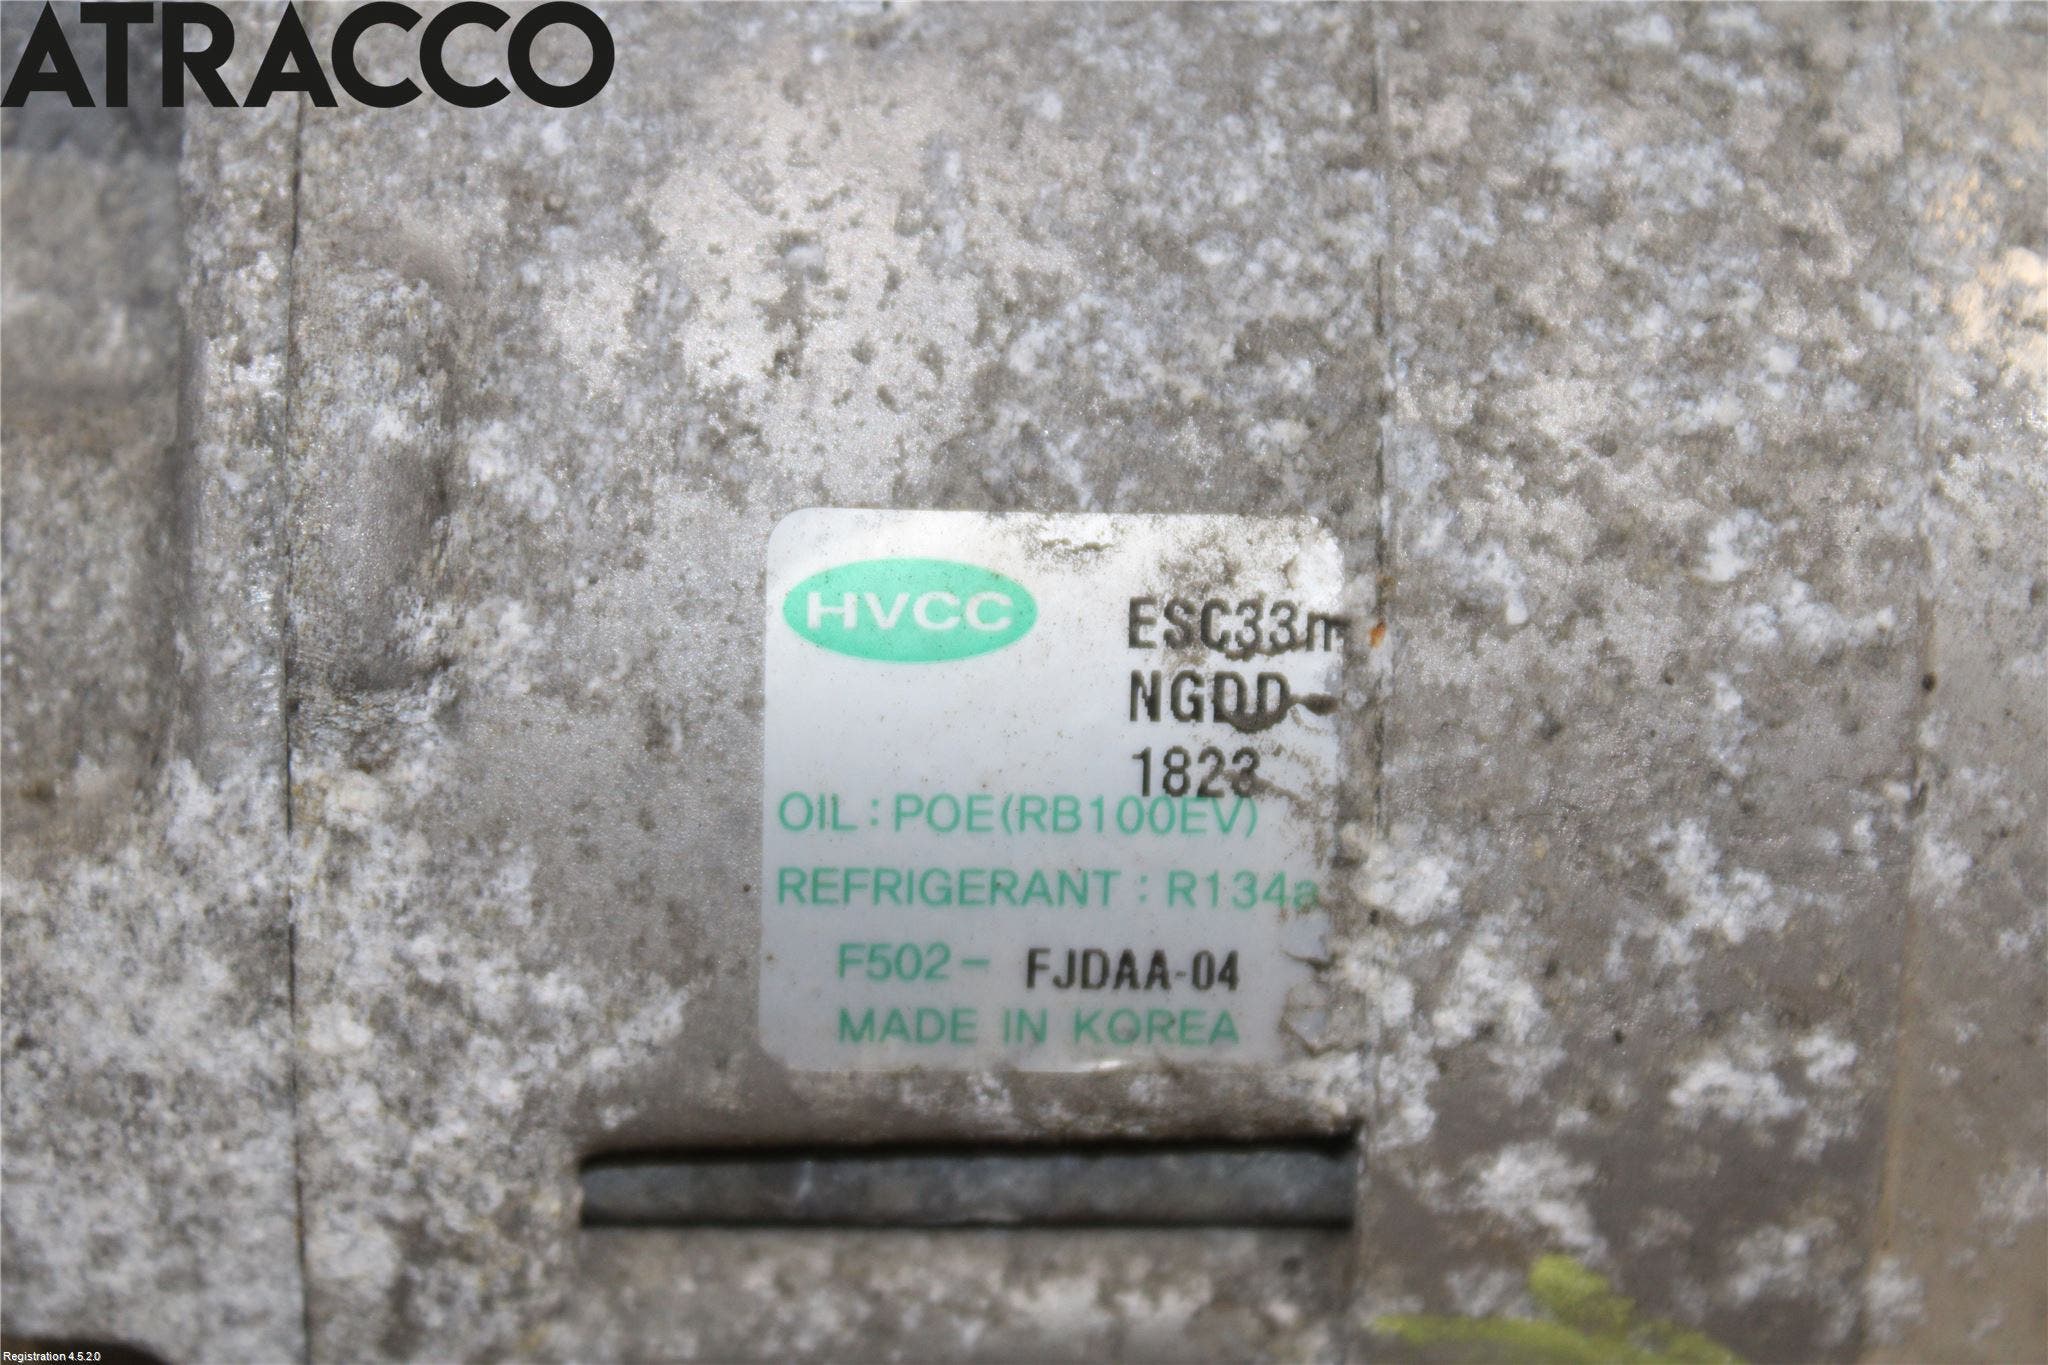 ATRACCO
HVCC
ESC33
NGDD
1823
OIL : POE(RB100EV)
REFRIGERANT : R134a
F502- FJDAA-04
MADE IN KOREA
Registration 4.5.2.0